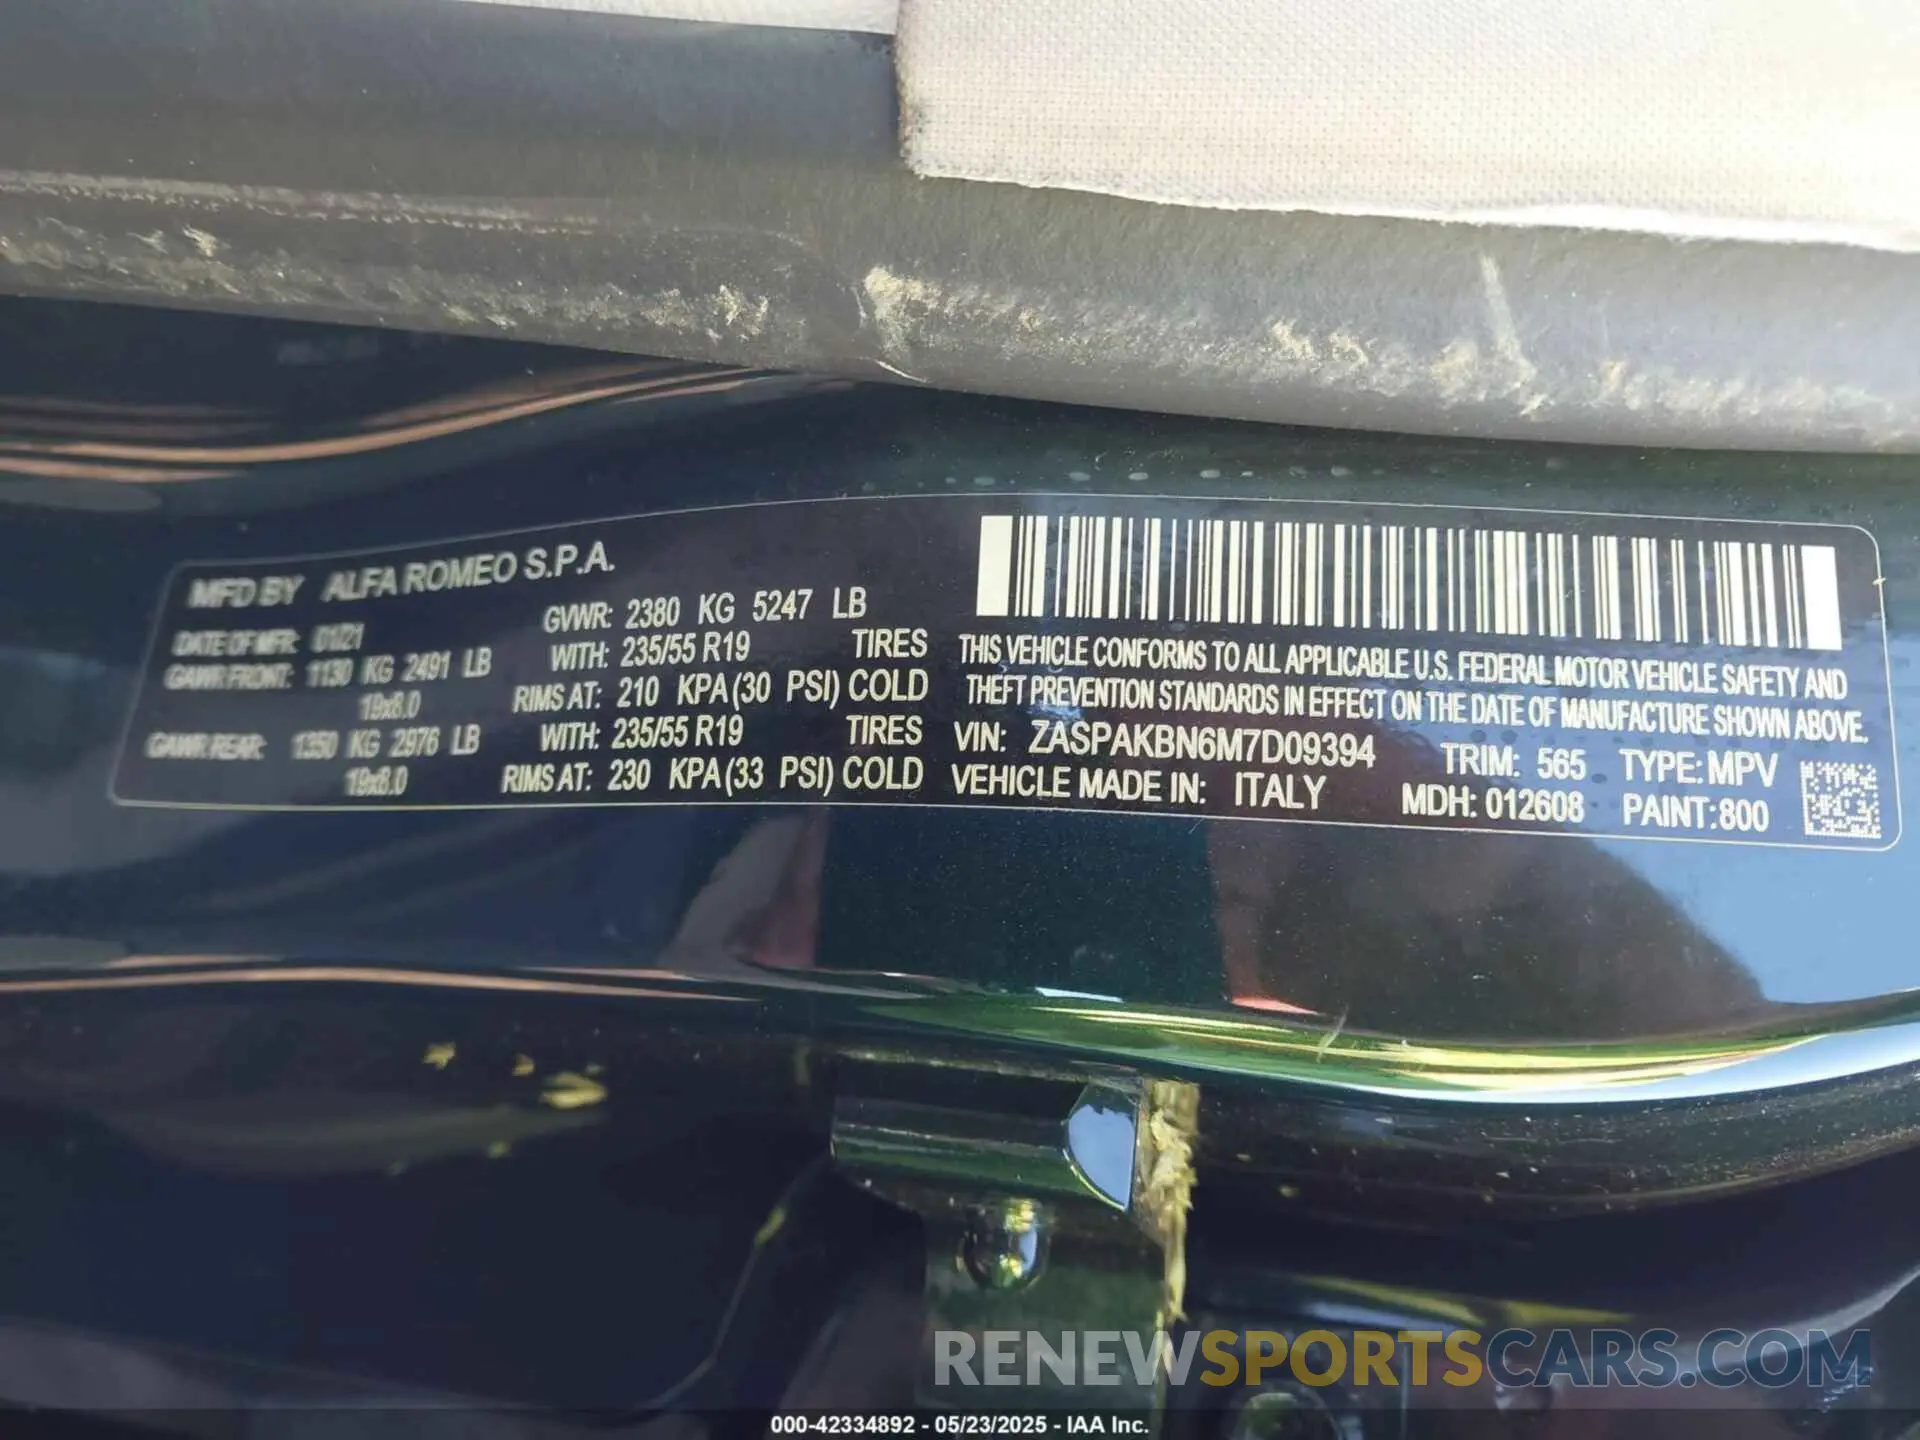 MFD BY ALFA ROMEO S.P.A.
DATE OF MFR: 01/21
GVWR: 2380 KG 5247 LB
GAWR FRONT: 1130 KG 2491 LB
WITH: 235/55 R19 TIRES
19x8.0
RIMS AT: 210 KPA (30 PSI) COLD
GAWR REAR: 1350 KG 2976 LB
WITH: 235/55 R19 TIRES
19x8.0
RIMS AT: 230 KPA (33 PSI) COLD
THIS VEHICLE CONFORMS TO ALL APPLICABLE U.S. FEDERAL MOTOR VEHICLE SAFETY AND
THEFT PREVENTION STANDARDS IN EFFECT ON THE DATE OF MANUFACTURE SHOWN ABOVE.
VIN: ZASPAKBN6M7D09394 TRIM: 565 TYPE: MPV
VEHICLE MADE IN: ITALY MDH: 012608 PAINT:800
RENEWSPORTSCARS.COM
000-42334892 - 05/23/2025 - IAA Inc.